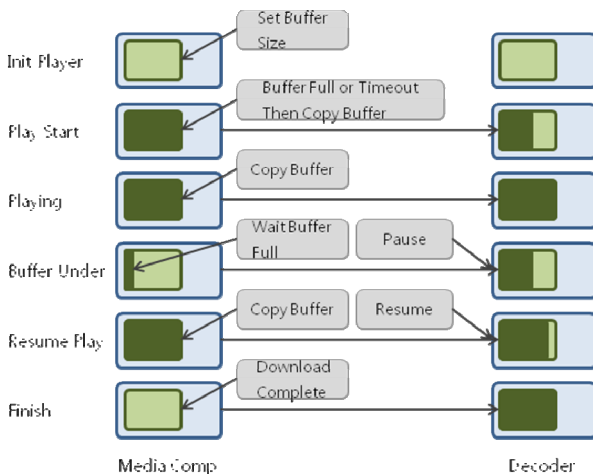 Set Buffer
Size
Init Player
Buffer Full or Timeout
Then Copy Buffer
Play Start
Copy Buffer
Playing
Wait Buffer
Full
Pause
Buffer Under
Copy Buffer
Resume
Resume Play
Download
Complete
Finish
Media Comp
Decoder